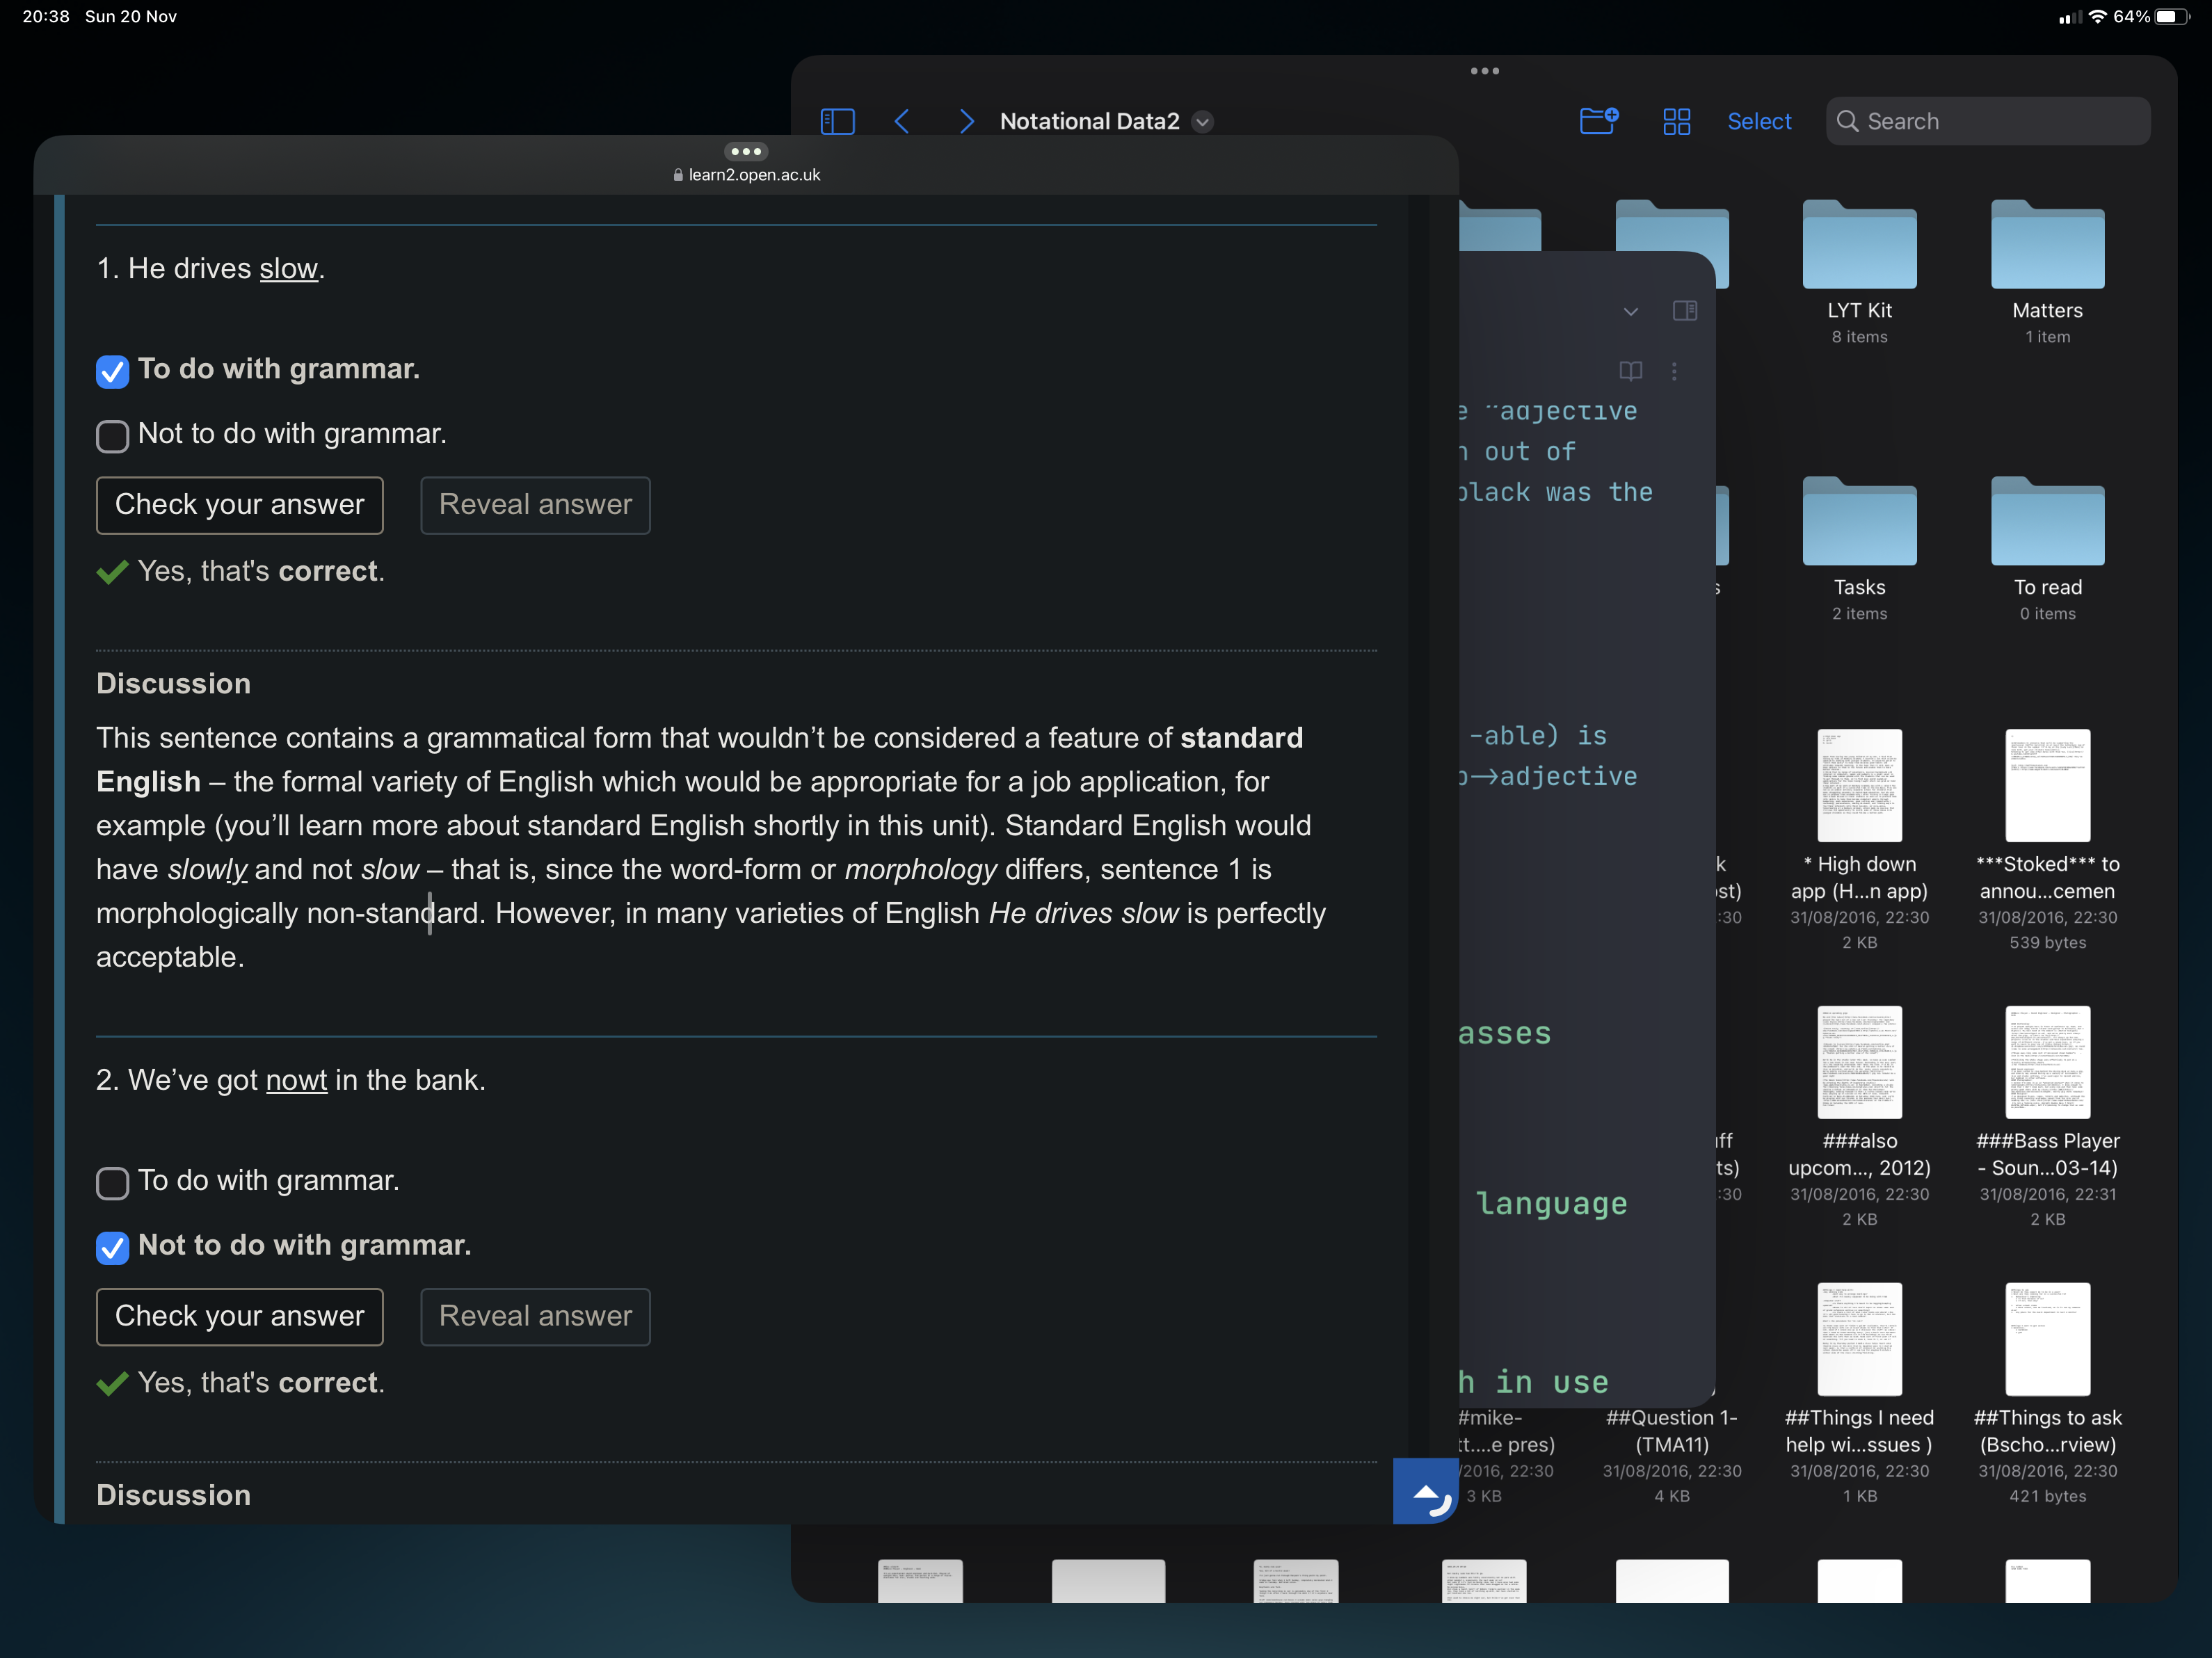 20:38 Sun 20 Nov
64%
Notational Data2
Select
Search
learn2.open.ac.uk
1. He drives slow.
To do with grammar.
Not to do with grammar.
Check your answer
Reveal answer
Yes, that's correct.
Discussion
This sentence contains a grammatical form that wouldn’t be considered a feature of standard
English – the formal variety of English which would be appropriate for a job application, for
example (you’ll learn more about standard English shortly in this unit). Standard English would
have slowly and not slow – that is, since the word-form or morphology differs, sentence 1 is
morphologically non-standard. However, in many varieties of English He drives slow is perfectly
acceptable.
2. We’ve got nowt in the bank.
To do with grammar.
Not to do with grammar.
Check your answer
Reveal answer
Yes, that's correct.
Discussion
adjective
out of
black was the
-able) is
→adjective
asses
language
h in use
LYT Kit
8 items
Matters
1 item
s
Tasks
2 items
To read
0 items
k
ost)
:30
* High down
app (H...n app)
31/08/2016, 22:30
2 KB
***Stoked*** to
annou...cemen
31/08/2016, 22:30
539 bytes
uff
ts)
:30
###also
upcom..., 2012)
31/08/2016, 22:30
2 KB
###Bass Player
- Soun...03-14)
31/08/2016, 22:31
2 KB
#mike-
tt....e pres)
/2016, 22:30
3 KB
##Question 1-
(TMA11)
31/08/2016, 22:30
4 KB
##Things I need
help wi...ssues )
31/08/2016, 22:30
1 KB
##Things to ask
(Bscho...rview)
31/08/2016, 22:30
421 bytes